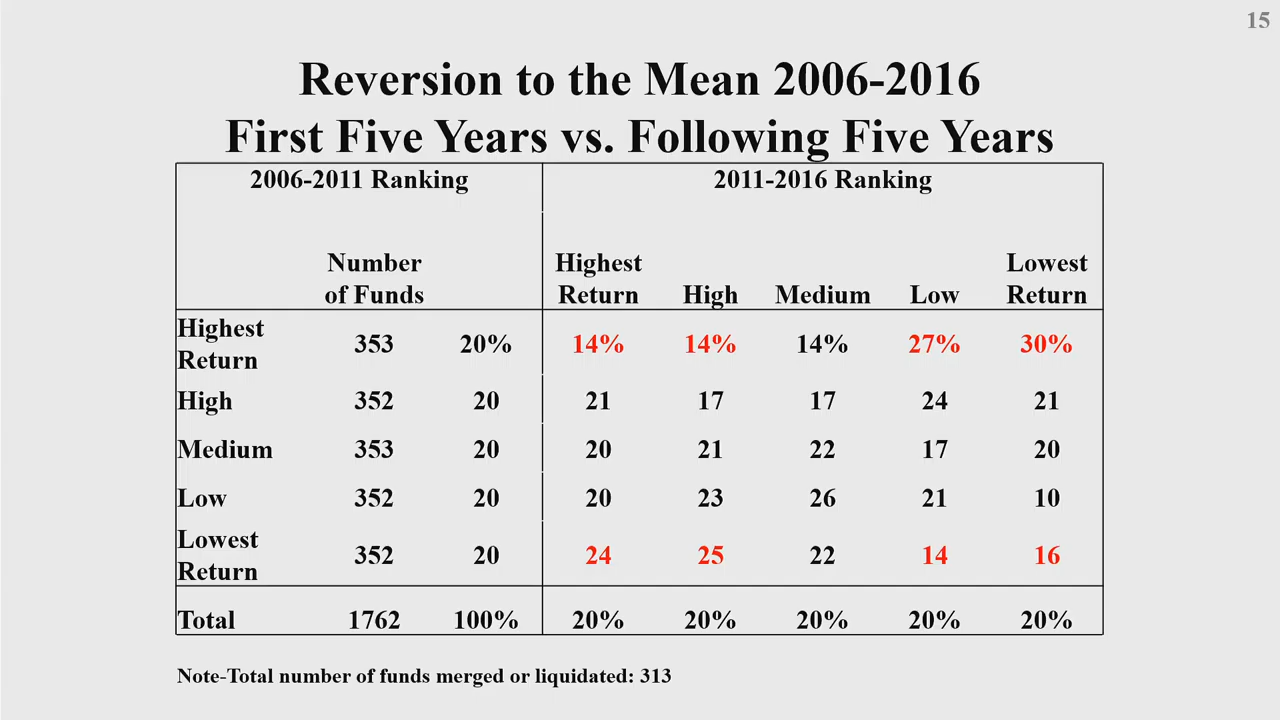 15
Reversion to the Mean 2006-2016
First Five Years vs. Following Five Years
2006-2011 Ranking 2011-2016 Ranking
Number Highest Lowest
of Funds Return High Medium Low Return
Highest
Return 353 20% 14% 14% 14% 27% 30%
High 352 20 21 17 17 24 21
Medium 353 20 20 21 22 17 20
Low 352 20 20 23 26 21 10
Lowest
Return 352 20 24 25 22 14 16
Total 1762 100% 20% 20% 20% 20% 20%
Note-Total number of funds merged or liquidated: 313